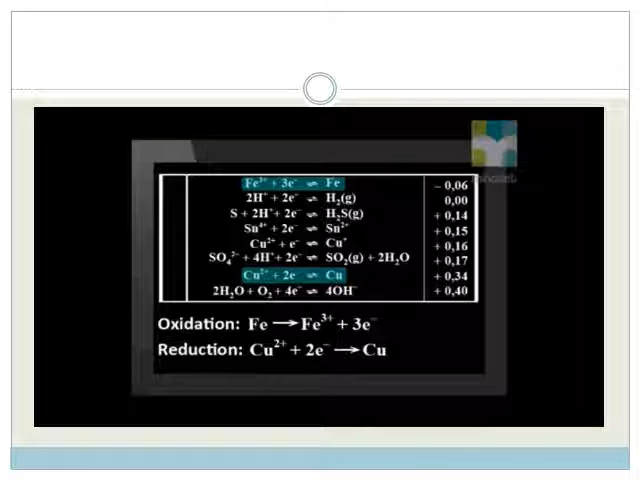 Fe³⁺ + 3e⁻ ⇌ Fe – 0,06
2H⁺ + 2e⁻ ⇌ H₂(g) 0,00
S + 2H⁺ + 2e⁻ ⇌ H₂S(g) + 0,14
Sn⁴⁺ + 2e⁻ ⇌ Sn²⁺ + 0,15
Cu²⁺ + e⁻ ⇌ Cu⁺ + 0,16
SO₄²⁻ + 4H⁺ + 2e⁻ ⇌ SO₂(g) + 2H₂O + 0,17
Cu²⁺ + 2e⁻ ⇌ Cu + 0,34
2H₂O + O₂ + 4e⁻ ⇌ 4OH⁻ + 0,40
Oxidation: Fe → Fe³⁺ + 3e⁻
Reduction: Cu²⁺ + 2e⁻ → Cu